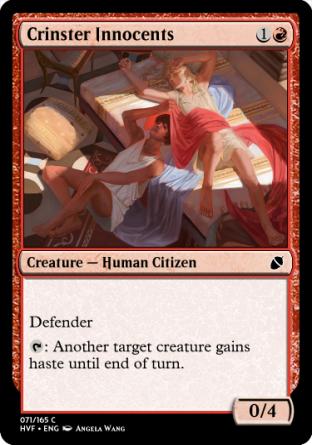 Crinster Innocents 1
Creature — Human Citizen
Defender
: Another target creature gains
haste until end of turn.
071/165 C
HVF • ENG Angela Wang
0/4